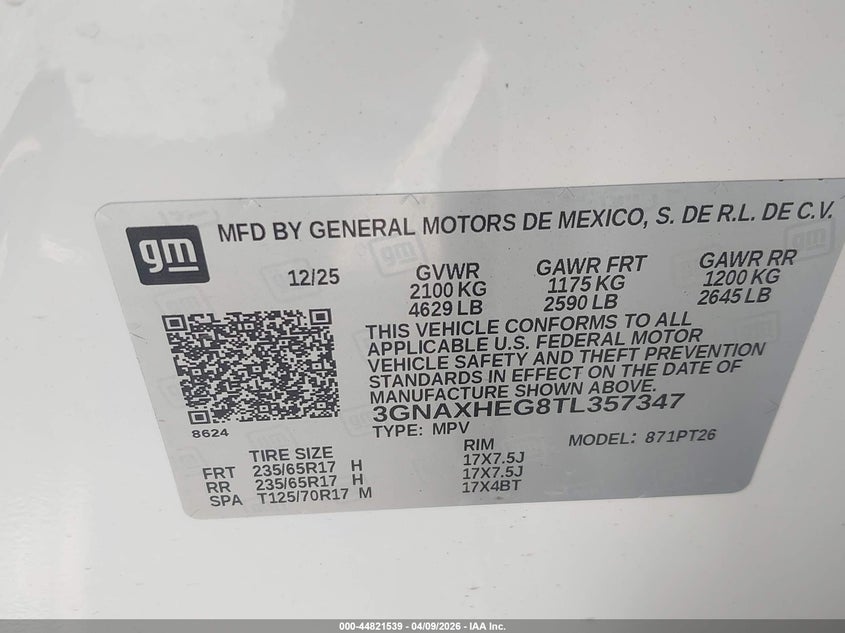 gm MFD BY GENERAL MOTORS DE MEXICO, S. DE R.L. DE C.V.
12/25 GVWR GAWR FRT GAWR RR
2100 KG 1175 KG 1200 KG
4629 LB 2590 LB 2645 LB
THIS VEHICLE CONFORMS TO ALL
APPLICABLE U.S. FEDERAL MOTOR
VEHICLE SAFETY AND THEFT PREVENTION
STANDARDS IN EFFECT ON THE DATE OF
MANUFACTURE SHOWN ABOVE.
3GNAXHEG8TL357347
8624
TYPE: MPV MODEL: 871PT26
TIRE SIZE RIM
FRT 235/65R17 H 17X7.5J
RR 235/65R17 H 17X7.5J
SPA T125/70R17 M 17X4BT
000-44821539 - 04/09/2026 - IAA Inc.